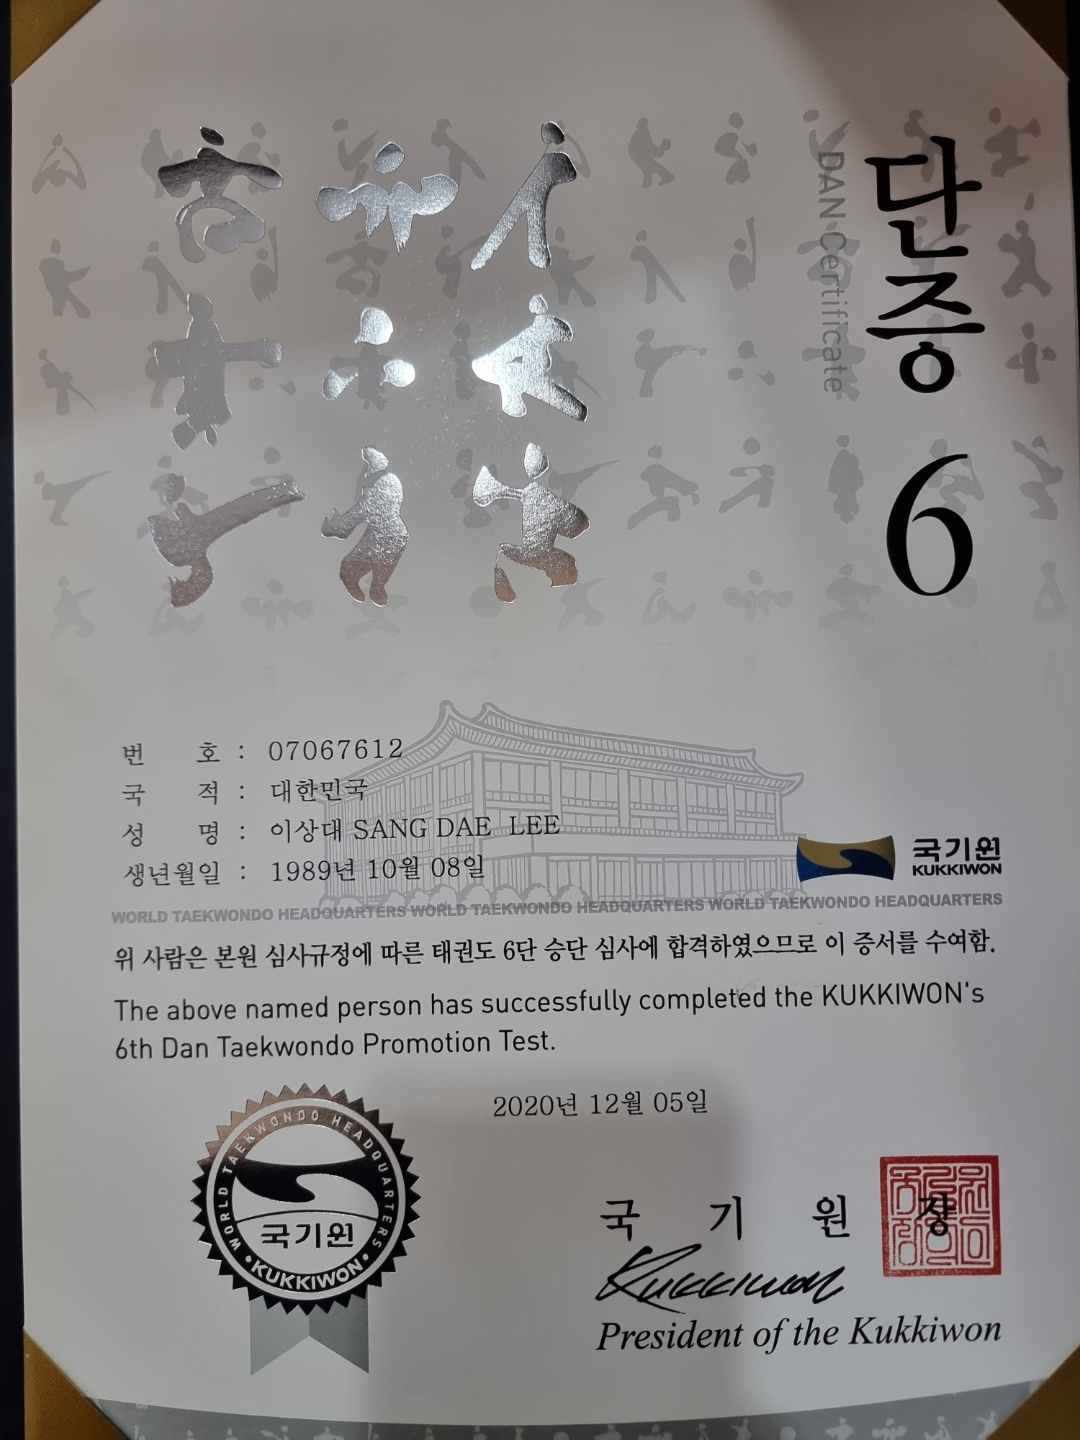 단증
DAN Certificate
6
번 호 : 07067612
국 적 : 대한민국
성 명 : 이상대 SANG DAE LEE
생년월일 : 1989년 10월 08일
국기원
KUKKIWON
WORLD TAEKWONDO HEADQUARTERS WORLD TAEKWONDO HEADQUARTERS WORLD TAEKWONDO HEADQUARTERS
위 사람은 본원 심사규정에 따른 태권도 6단 승단 심사에 합격하였으므로 이 증서를 수여함.
The above named person has successfully completed the KUKKIWON's
6th Dan Taekwondo Promotion Test.
2020년 12월 05일
WORLD TAEKWONDO HEADQUARTERS
국기원
KUKKIWON
국 기 원 장
Kukkiwon
President of the Kukkiwon